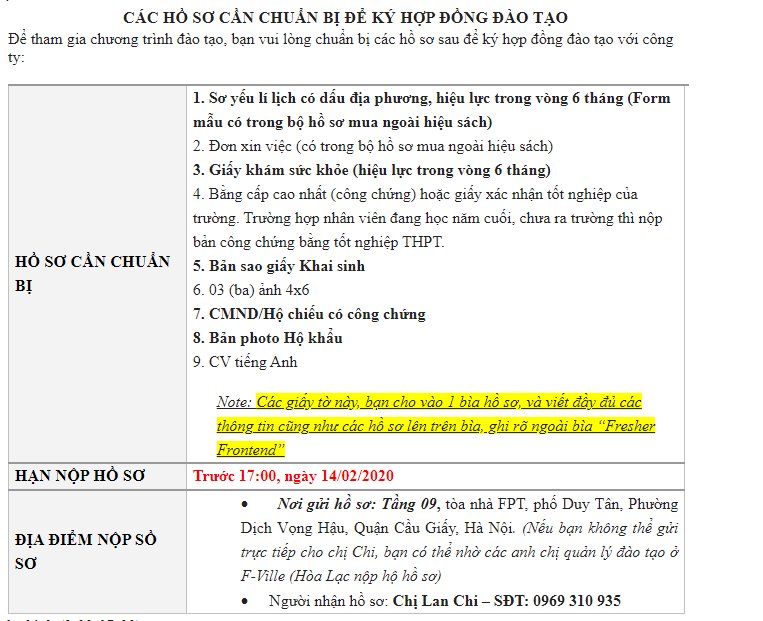 CÁC HỒ SƠ CẦN CHUẨN BỊ ĐỂ KÝ HỢP ĐỒNG ĐÀO TẠO
Để tham gia chương trình đào tạo, bạn vui lòng chuẩn bị các hồ sơ sau để ký hợp đồng đào tạo với công
ty:
HỒ SƠ CẦN CHUẨN
BỊ
1. Sơ yếu lí lịch có dấu địa phương, hiệu lực trong vòng 6 tháng (Form
mẫu có trong bộ hồ sơ mua ngoài hiệu sách)
2. Đơn xin việc (có trong bộ hồ sơ mua ngoài hiệu sách)
3. Giấy khám sức khỏe (hiệu lực trong vòng 6 tháng)
4. Bằng cấp cao nhất (công chứng) hoặc giấy xác nhận tốt nghiệp của
trường. Trường hợp nhân viên đang học năm cuối, chưa ra trường thì nộp
bản công chứng bằng tốt nghiệp THPT.
5. Bản sao giấy Khai sinh
6. 03 (ba) ảnh 4x6
7. CMND/Hộ chiếu có công chứng
8. Bản photo Hộ khẩu
9. CV tiếng Anh
Note: Các giấy tờ này, bạn cho vào 1 bìa hồ sơ, và viết đầy đủ các
thông tin cũng như các hồ sơ lên trên bìa, ghi rõ ngoài bìa “Fresher
Frontend”
HẠN NỘP HỒ SƠ
Trước 17:00, ngày 14/02/2020
ĐỊA ĐIỂM NỘP SỒ
SƠ
• Nơi gửi hồ sơ: Tầng 09, tòa nhà FPT, phố Duy Tân, Phường
Dịch Vọng Hậu, Quận Cầu Giấy, Hà Nội. (Nếu bạn không thể gửi
trực tiếp cho chị Chi, bạn có thể nhờ các anh chị quản lý đào tạo ở
F-Ville (Hòa Lạc nộp hộ hồ sơ)
• Người nhận hồ sơ: Chị Lan Chi – SĐT: 0969 310 935